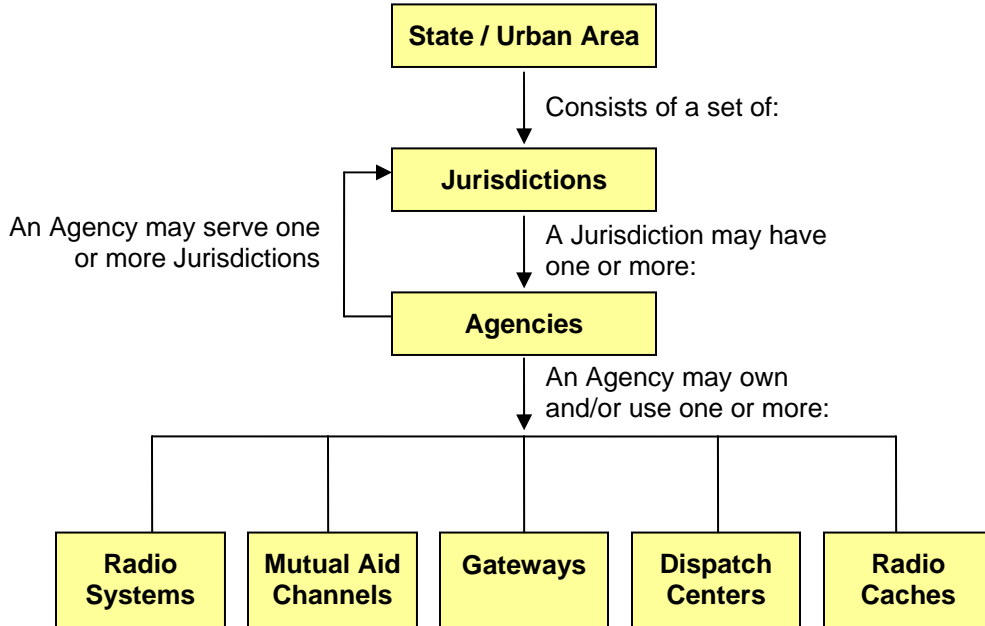 State / Urban Area
Consists of a set of:
Jurisdictions
An Agency may serve one
or more Jurisdictions
A Jurisdiction may have
one or more:
Agencies
An Agency may own
and/or use one or more:
Radio
Systems
Mutual Aid
Channels
Gateways
Dispatch
Centers
Radio
Caches